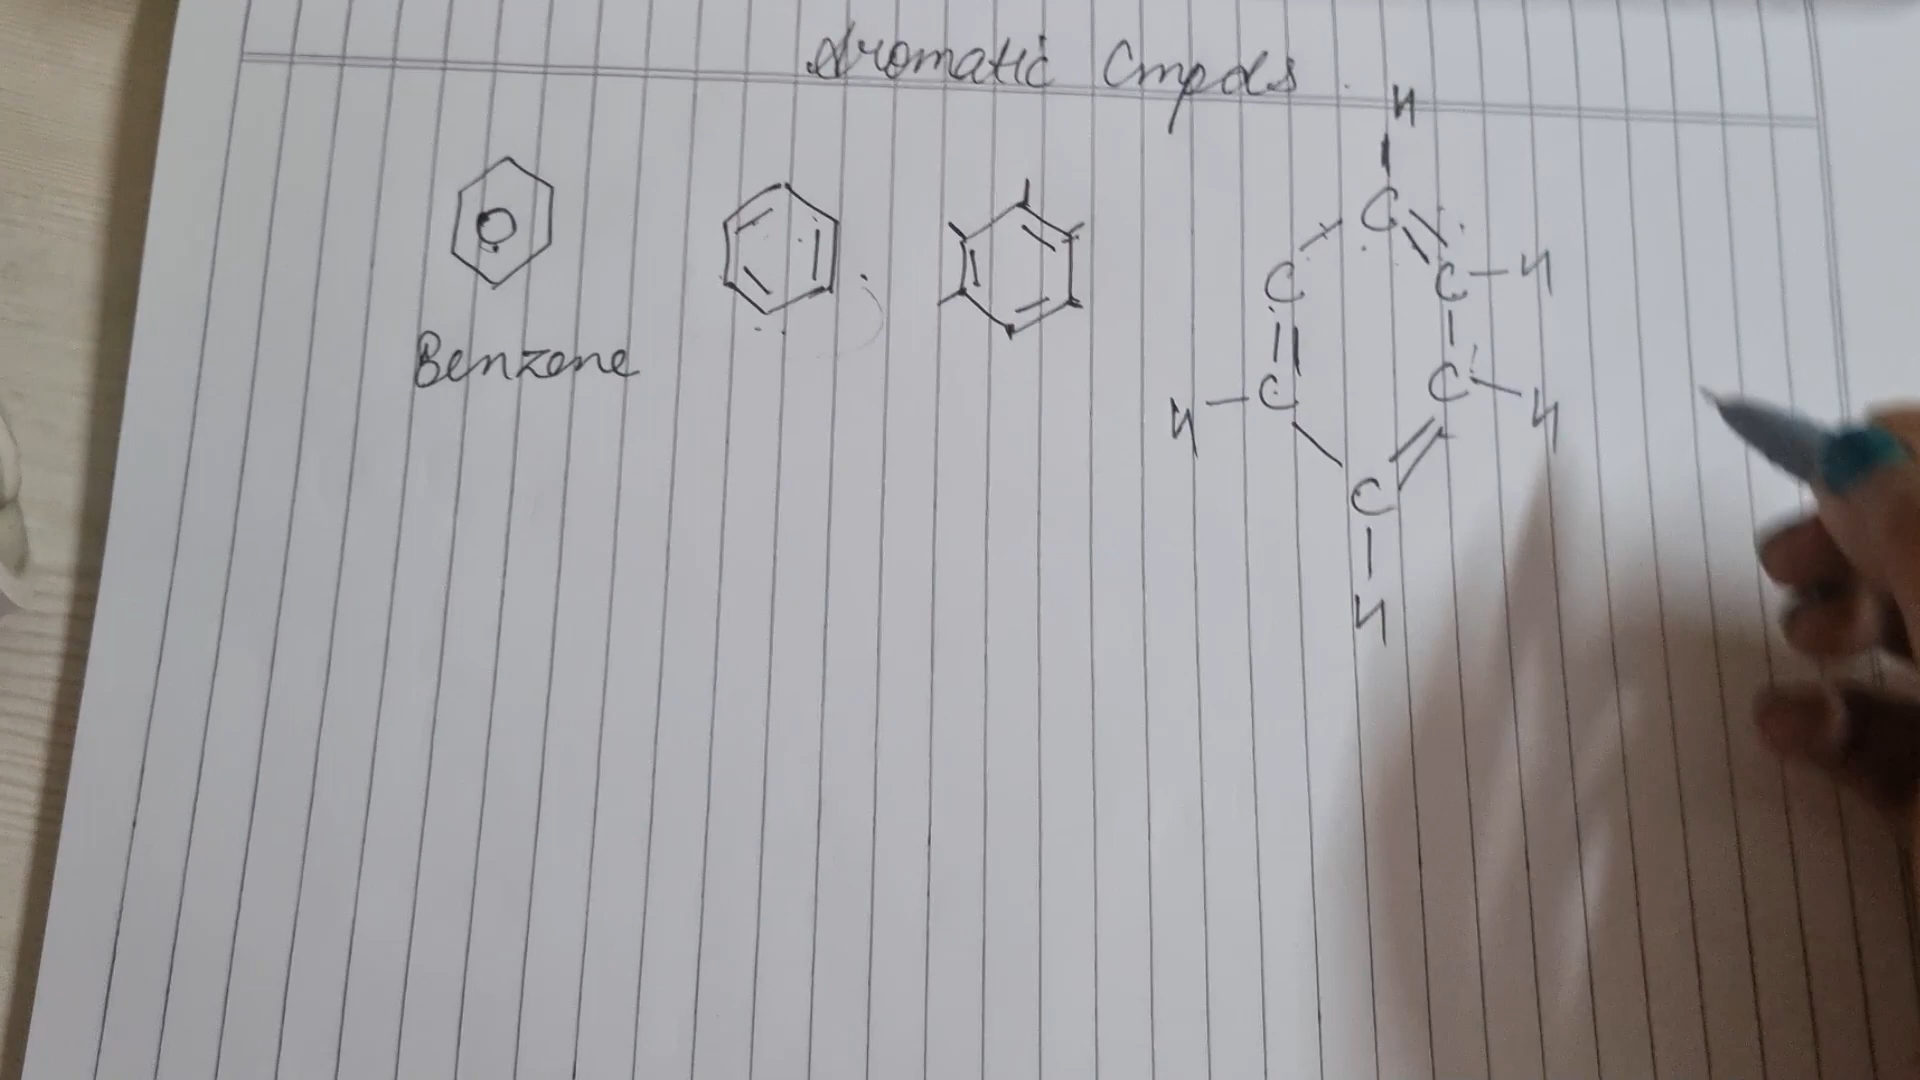 Aromatic Cmpds
Benzene
H
C
C C-H
H-C C-H
C
H